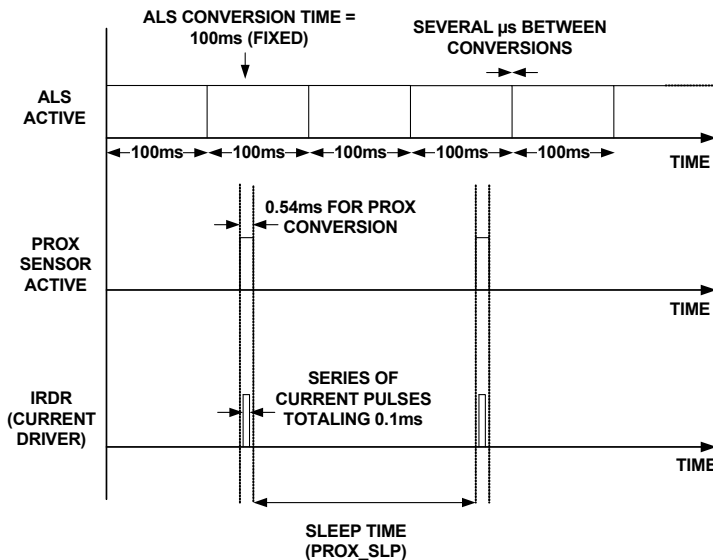 ALS CONVERSION TIME =
100ms (FIXED)
SEVERAL µs BETWEEN
CONVERSIONS
ALS
ACTIVE
100ms
100ms
100ms
100ms
100ms
TIME
0.54ms FOR PROX
CONVERSION
PROX
SENSOR
ACTIVE
TIME
SERIES OF
CURRENT PULSES
TOTALING 0.1ms
IRDR
(CURRENT
DRIVER)
TIME
SLEEP TIME
(PROX_SLP)